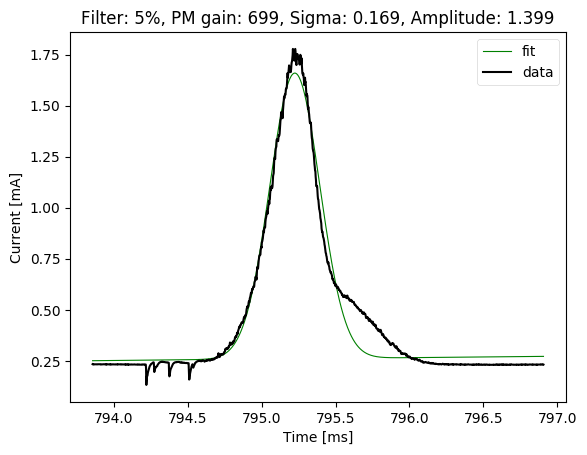 Filter: 5%, PM gain: 699, Sigma: 0.169, Amplitude: 1.399
fit
data
1.75
1.50
1.25
1.00
0.75
0.50
0.25
Current [mA]
794.0 794.5 795.0 795.5 796.0 796.5 797.0
Time [ms]